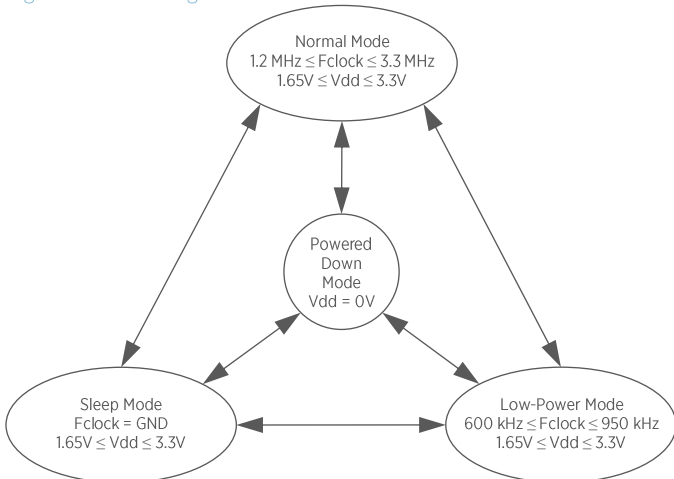 Normal Mode
1.2 MHz ≤ Fclock ≤ 3.3 MHz
1.65V ≤ Vdd ≤ 3.3V
Powered
Down
Mode
Vdd = 0V
Sleep Mode
Fclock = GND
1.65V ≤ Vdd ≤ 3.3V
Low-Power Mode
600 kHz ≤ Fclock ≤ 950 kHz
1.65V ≤ Vdd ≤ 3.3V